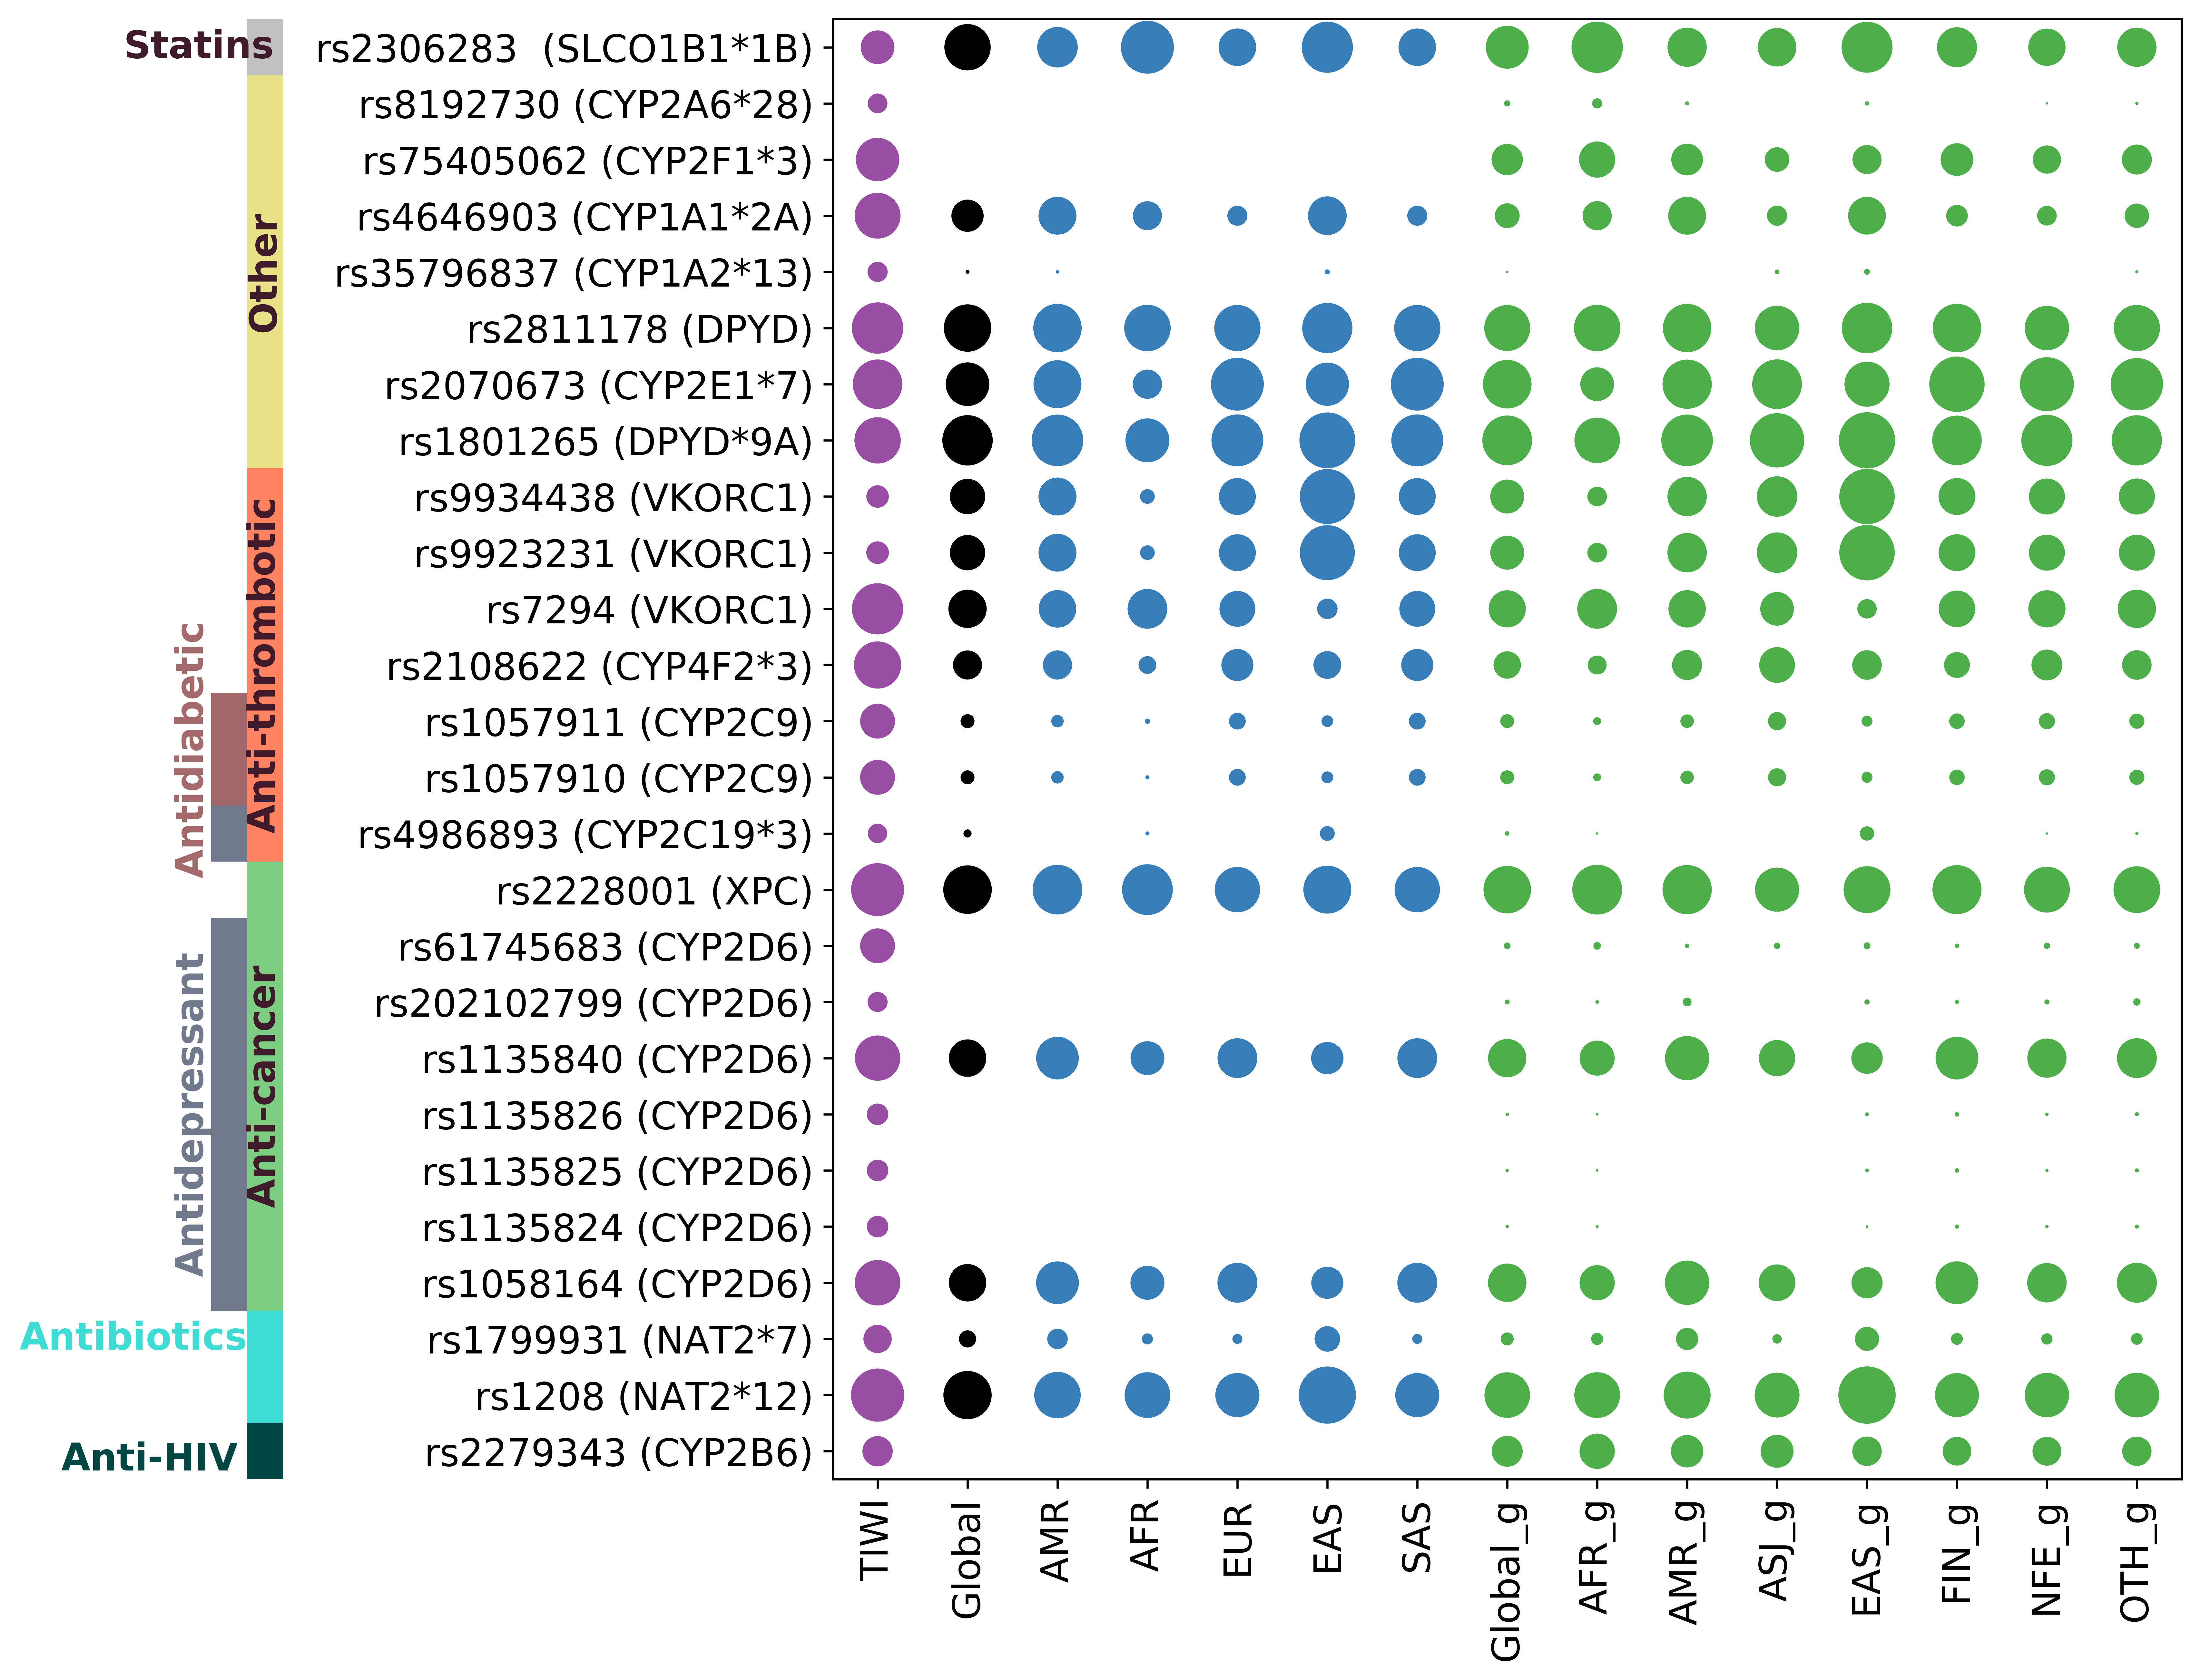 Statins
Other
Anti-thrombotic
Antidiabetic
Anti-cancer
Antidepressant
Antibiotics
Anti-HIV
rs2306283  (SLCO1B1*1B)
rs8192730 (CYP2A6*28)
rs75405062 (CYP2F1*3)
rs4646903 (CYP1A1*2A)
rs35796837 (CYP1A2*13)
rs2811178 (DPYD)
rs2070673 (CYP2E1*7)
rs1801265 (DPYD*9A)
rs9934438 (VKORC1)
rs9923231 (VKORC1)
rs7294 (VKORC1)
rs2108622 (CYP4F2*3)
rs1057911 (CYP2C9)
rs1057910 (CYP2C9)
rs4986893 (CYP2C19*3)
rs2228001 (XPC)
rs61745683 (CYP2D6)
rs202102799 (CYP2D6)
rs1135840 (CYP2D6)
rs1135826 (CYP2D6)
rs1135825 (CYP2D6)
rs1135824 (CYP2D6)
rs1058164 (CYP2D6)
rs1799931 (NAT2*7)
rs1208 (NAT2*12)
rs2279343 (CYP2B6)
TIWI
Global
AMR
AFR
EUR
EAS
SAS
Global_g
AFR_g
AMR_g
ASJ_g
EAS_g
FIN_g
NFE_g
OTH_g